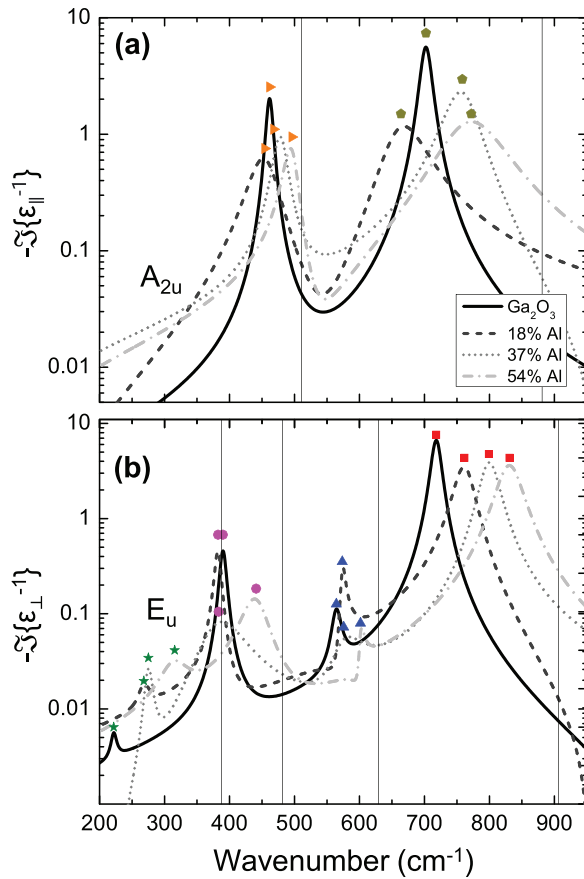 10
1
0.1
0.01
-ℑ{ε∥⁻¹}
(a)
A₂ᵤ
Ga₂O₃
18% Al
37% Al
54% Al
10
1
0.1
0.01
-ℑ{ε⊥⁻¹}
(b)
Eᵤ
200 300 400 500 600 700 800 900
Wavenumber (cm⁻¹)